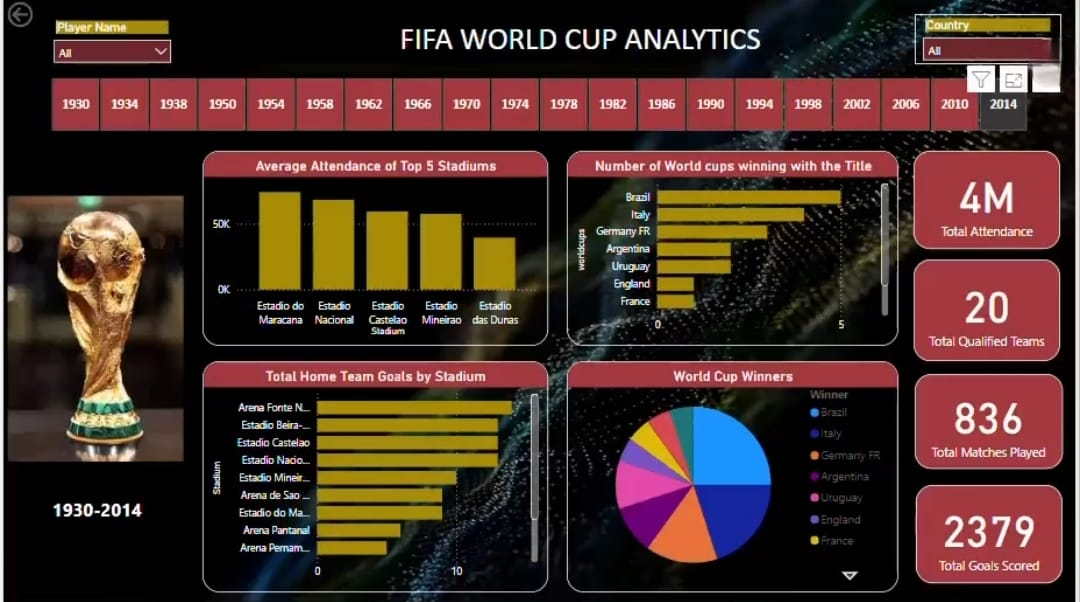 Player Name
All
FIFA WORLD CUP ANALYTICS
Country
All
1930 1934 1938 1950 1954 1958 1962 1966 1970 1974 1978 1982 1986 1990 1994 1998 2002 2006 2010 2014
Average Attendance of Top 5 Stadiums
50K
0K
Estadio do
Maracana
Estadio
Nacional
Estadio
Castelao
Stadium
Estadio
Mineirao
Estadio
das Dunas
Number of World cups winning with the Title
worldcups
Brazil
Italy
Germany FR
Argentina
Uruguay
England
France
0 5
4M
Total Attendance
20
Total Qualified Teams
836
Total Matches Played
2379
Total Goals Scored
1930-2014
Total Home Team Goals by Stadium
Stadium
Arena Fonte N...
Estadio Beira-...
Estadio Castelao
Estadio Nacio...
Estadio Mineir...
Arena de Sao ...
Estadio do Ma...
Arena Pantanal
Arena Pernam...
0 10
World Cup Winners
Winner
Brazil
Italy
Germany FR
Argentina
Uruguay
England
France